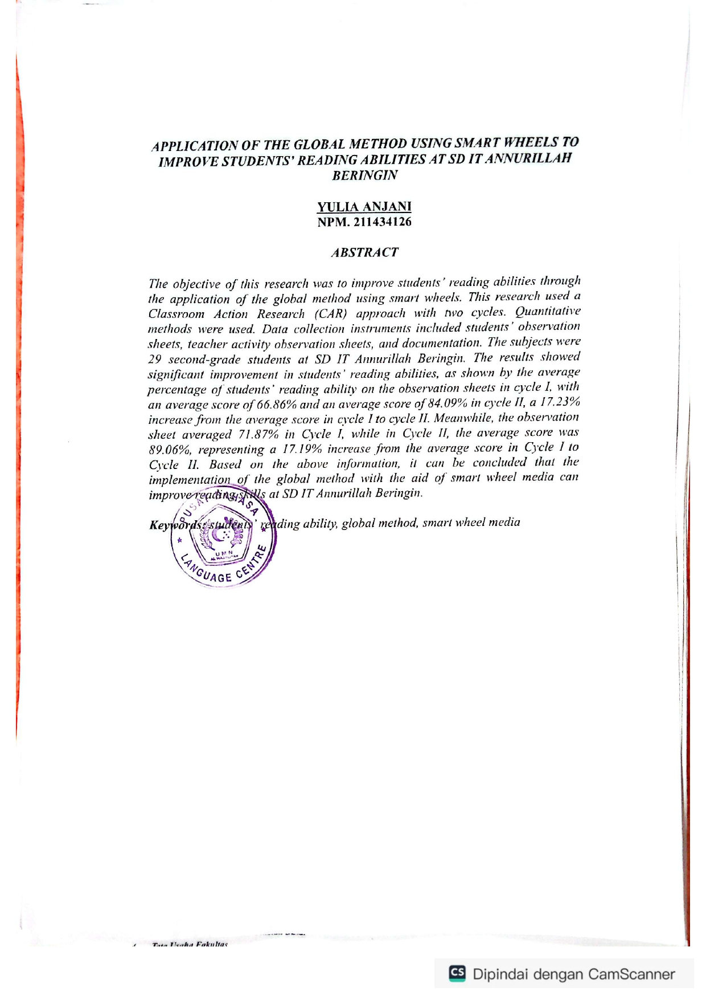 APPLICATION OF THE GLOBAL METHOD USING SMART WHEELS TO
IMPROVE STUDENTS' READING ABILITIES AT SD IT ANNURILLAH
BERINGIN
YULIA ANJANI
NPM. 211434126
ABSTRACT
The objective of this research was to improve students' reading abilities through
the application of the global method using smart wheels. This research used a
Classroom Action Research (CAR) approach with two cycles. Quantitative
methods were used. Data collection instruments included students' observation
sheets, teacher activity observation sheets, and documentation. The subjects were
29 second-grade students at SD IT Annurillah Beringin. The results showed
significant improvement in students' reading abilities, as shown by the average
percentage of students' reading ability on the observation sheets in cycle I, with
an average score of 66.86% and an average score of 84.09% in cycle II, a 17.23%
increase from the average score in cycle I to cycle II. Meanwhile, the observation
sheet averaged 71.87% in Cycle I, while in Cycle II, the average score was
89.06%, representing a 17.19% increase from the average score in Cycle I to
Cycle II. Based on the above information, it can be concluded that the
implementation of the global method with the aid of smart wheel media can
improve reading skills at SD IT Annurillah Beringin.
Keywords: students' reading ability, global method, smart wheel media
PUSAT BAHASA
UMN
AL WASHLIYAH
LANGUAGE CENTRE
Tata Usaha Fakultas
CS Dipindai dengan CamScanner